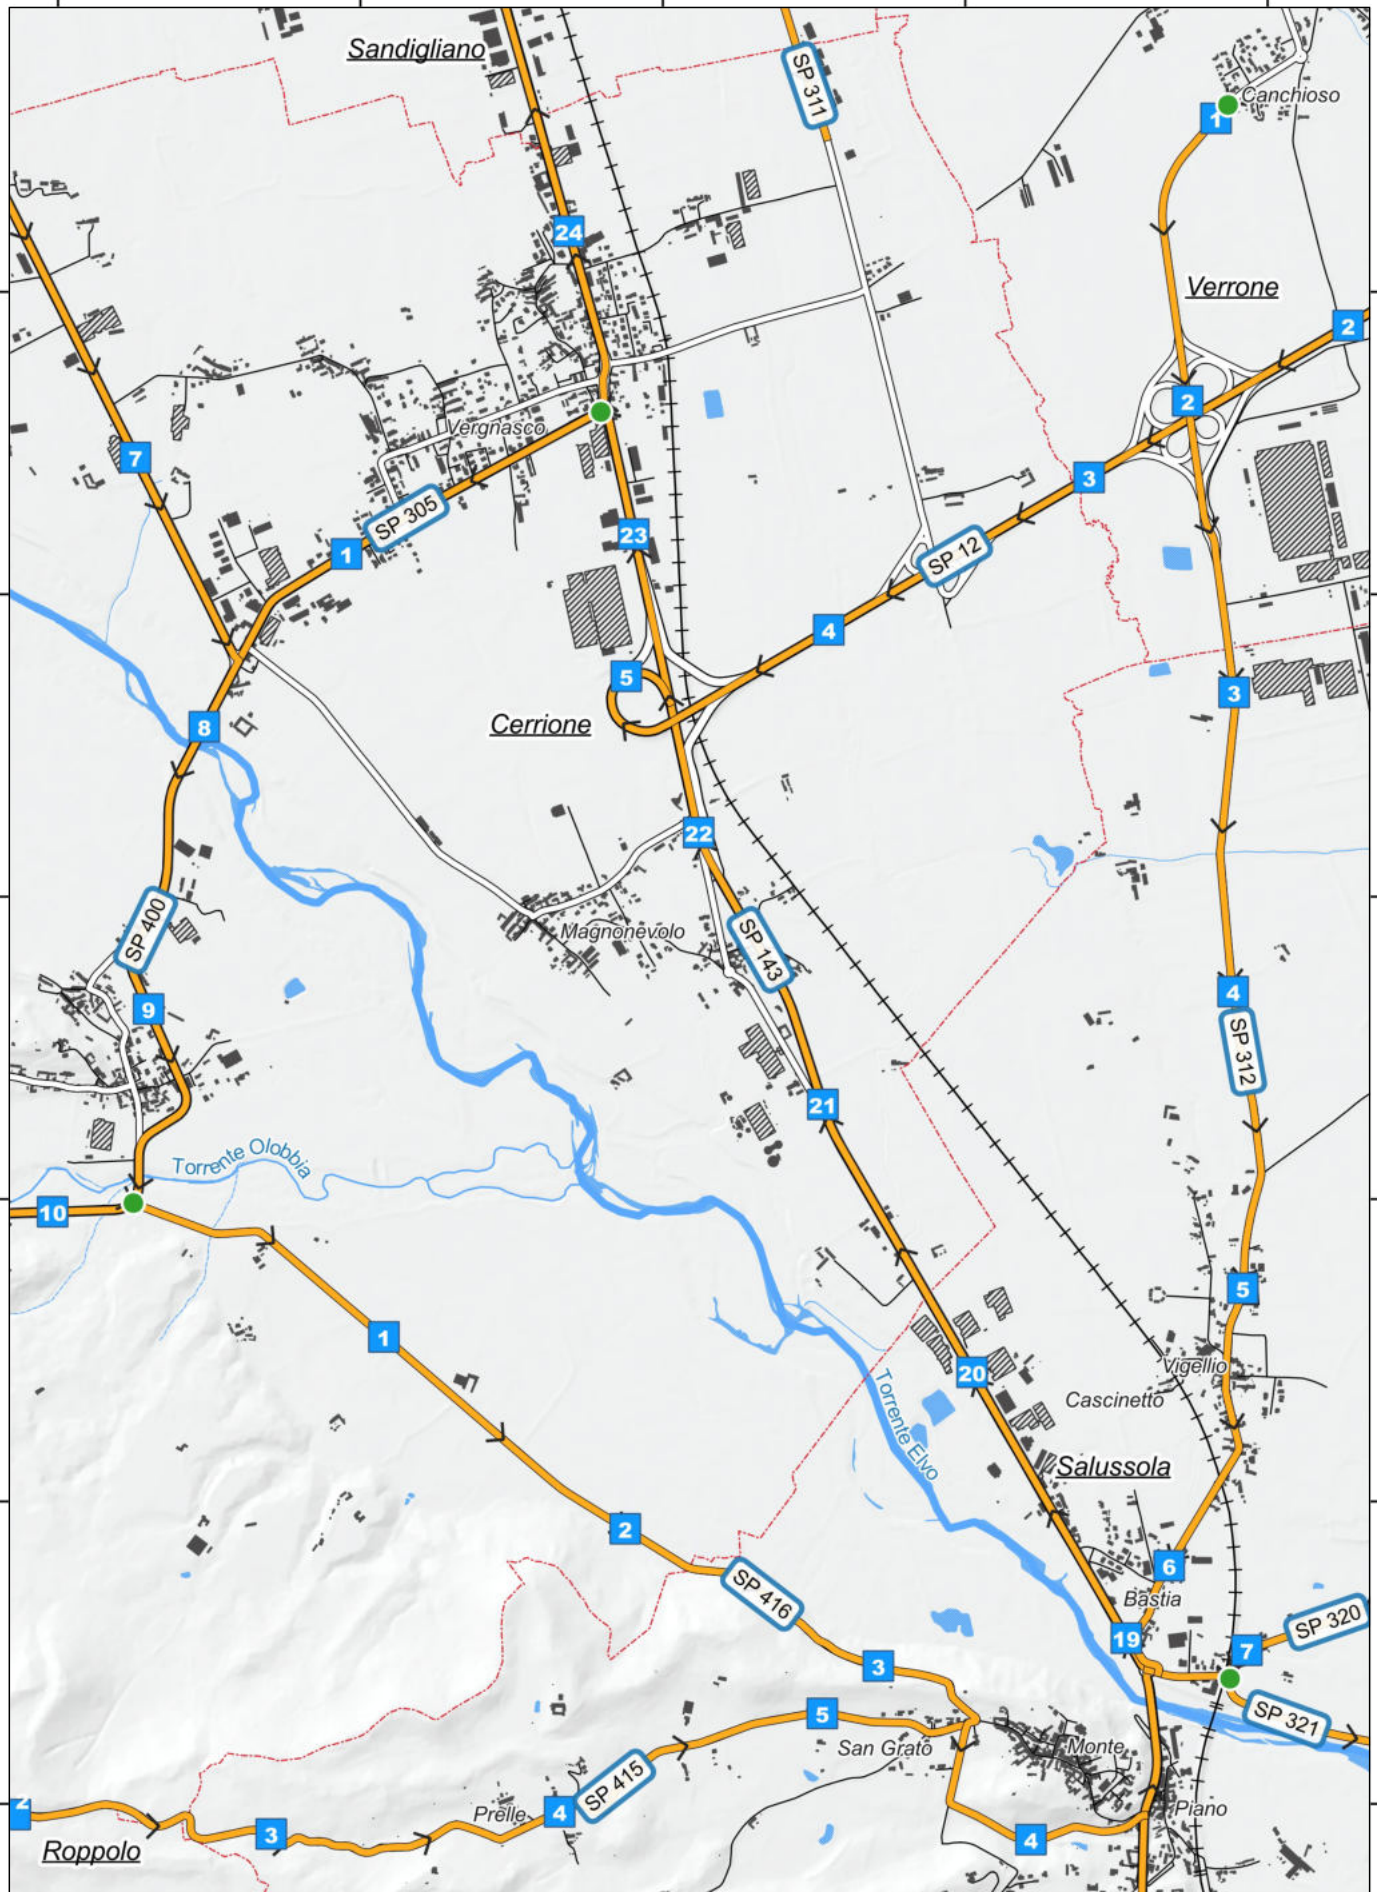 Sandigliano
SP 311
Canchioso
1
24
Verrone
2
2
Vergnasco
7
3
SP 305
23
1
SP 12
4
5
3
8
Cerrione
22
SP 400
Magnonevolo
SP 143
4
9
SP 312
21
Torrente Olobbia
10
5
1
Vigellio
20
Cascinetto
Torrente Elvo
Salussola
2
6
SP 416
Bastia
SP 320
19
7
3
5
SP 321
San Grato
Monte
SP 415
2
Prelle
4
Piano
3
4
Roppolo